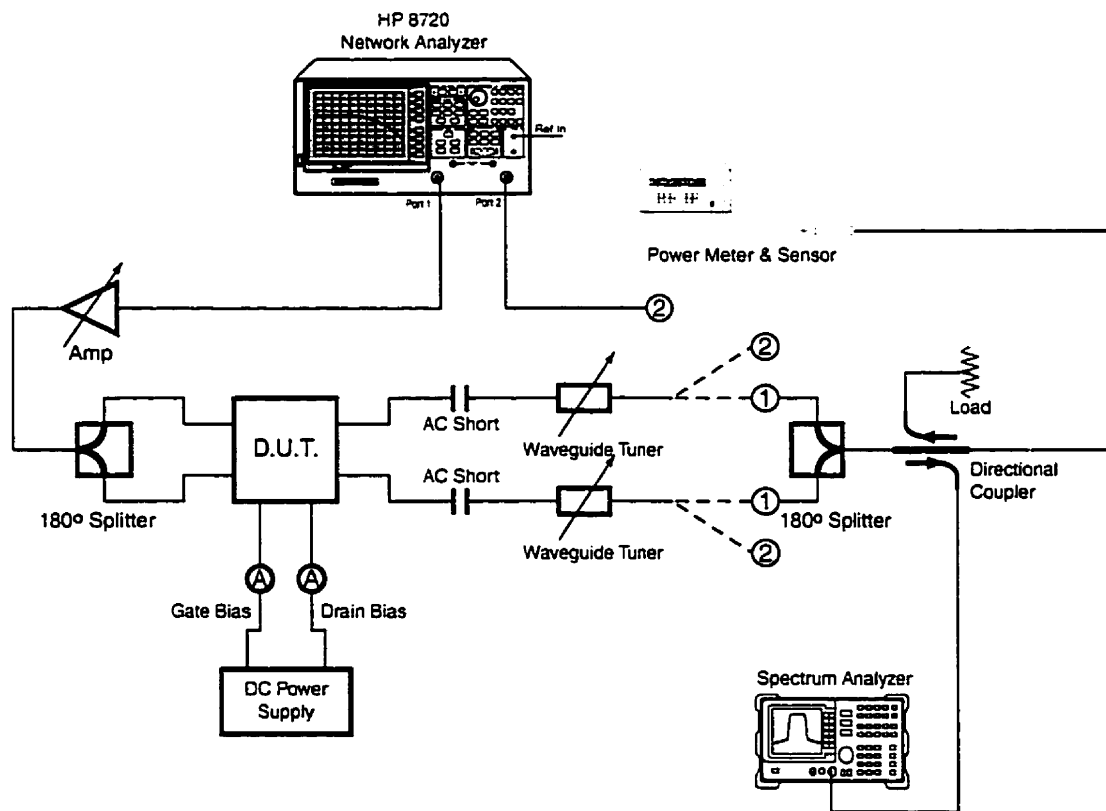 HP 8720
Network Analyzer
Ref In
Port 1
Port 2
Power Meter & Sensor
2
Amp
2
1
AC Short
Waveguide Tuner
Load
D.U.T.
AC Short
Directional
Coupler
1
180º Splitter
180º Splitter
Waveguide Tuner
2
A
A
Gate Bias
Drain Bias
DC Power
Supply
Spectrum Analyzer